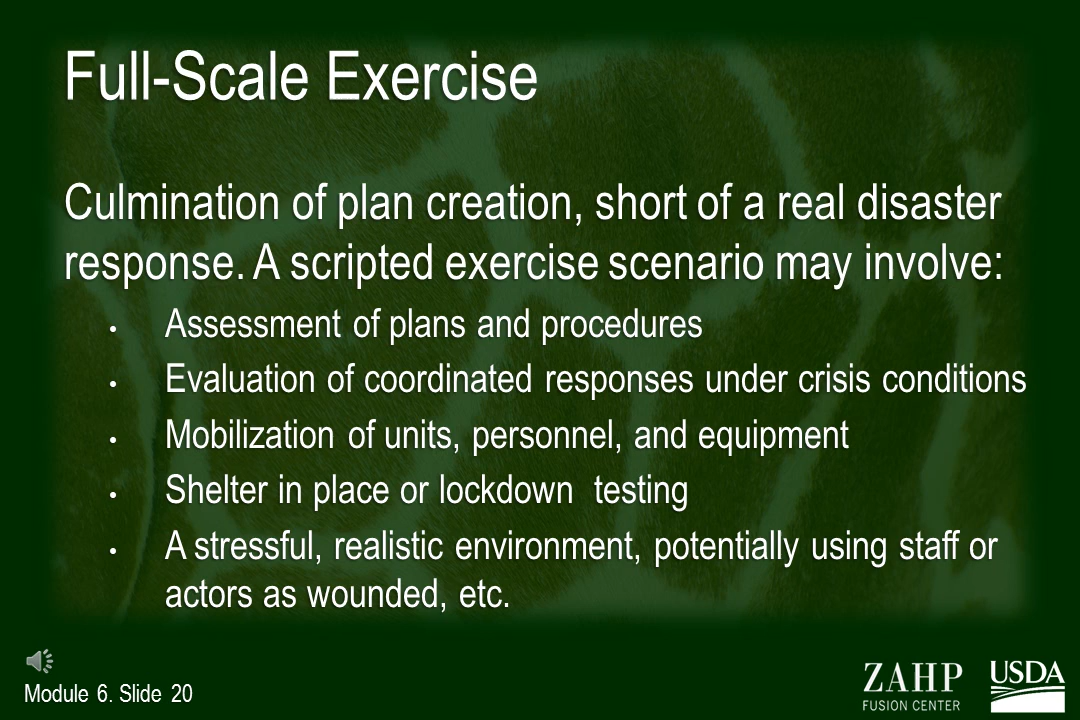 Full-Scale Exercise
Culmination of plan creation, short of a real disaster
response. A scripted exercise scenario may involve:
• Assessment of plans and procedures
• Evaluation of coordinated responses under crisis conditions
• Mobilization of units, personnel, and equipment
• Shelter in place or lockdown  testing
• A stressful, realistic environment, potentially using staff or
actors as wounded, etc.
Module 6. Slide 20
ZAHP
FUSION CENTER
USDA